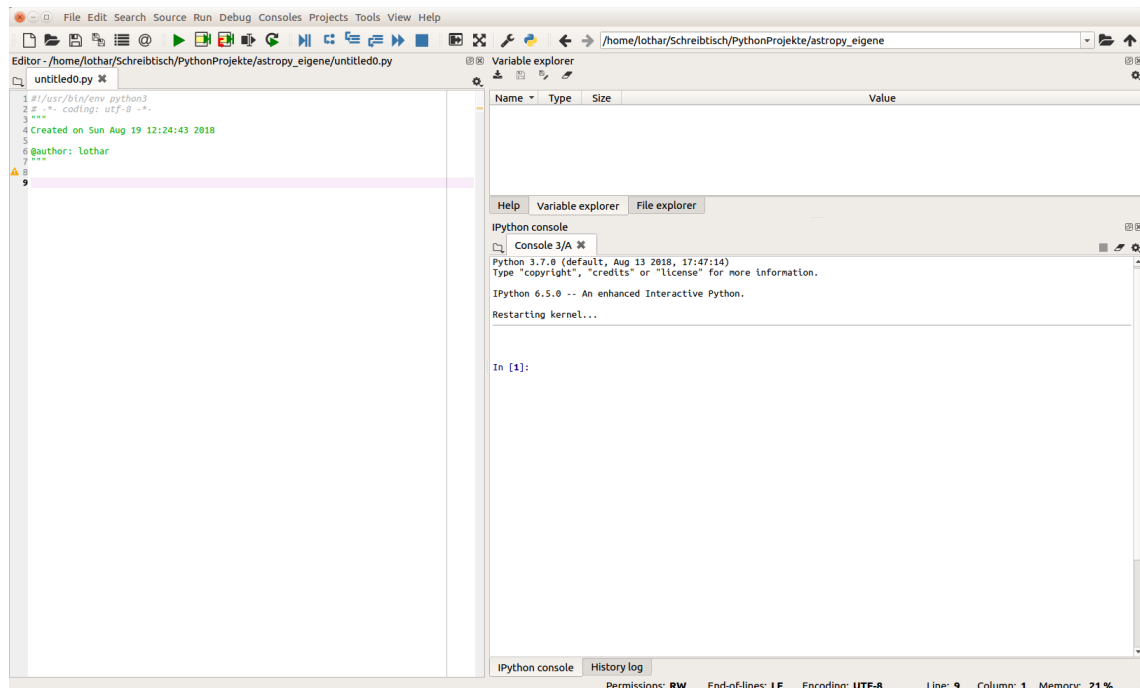 File Edit Search Source Run Debug Consoles Projects Tools View Help
/home/lothar/Schreibtisch/PythonProjekte/astropy_eigene
Editor - /home/lothar/Schreibtisch/PythonProjekte/astropy_eigene/untitled0.py
untitled0.py
1 #!/usr/bin/env python3
2 # -*- coding: utf-8 -*-
3 """
4 Created on Sun Aug 19 12:24:43 2018
5
6 @author: lothar
7 """
8
9
Variable explorer
Name Type Size Value
Help Variable explorer File explorer
IPython console
Console 3/A
Python 3.7.0 (default, Aug 13 2018, 17:47:14)
Type "copyright", "credits" or "license" for more information.
IPython 6.5.0 -- An enhanced Interactive Python.
Restarting kernel...
In [1]:
IPython console History log
Permissions: RW End-of-lines: LF Encoding: UTF-8 Line: 9 Column: 1 Memory: 21 %